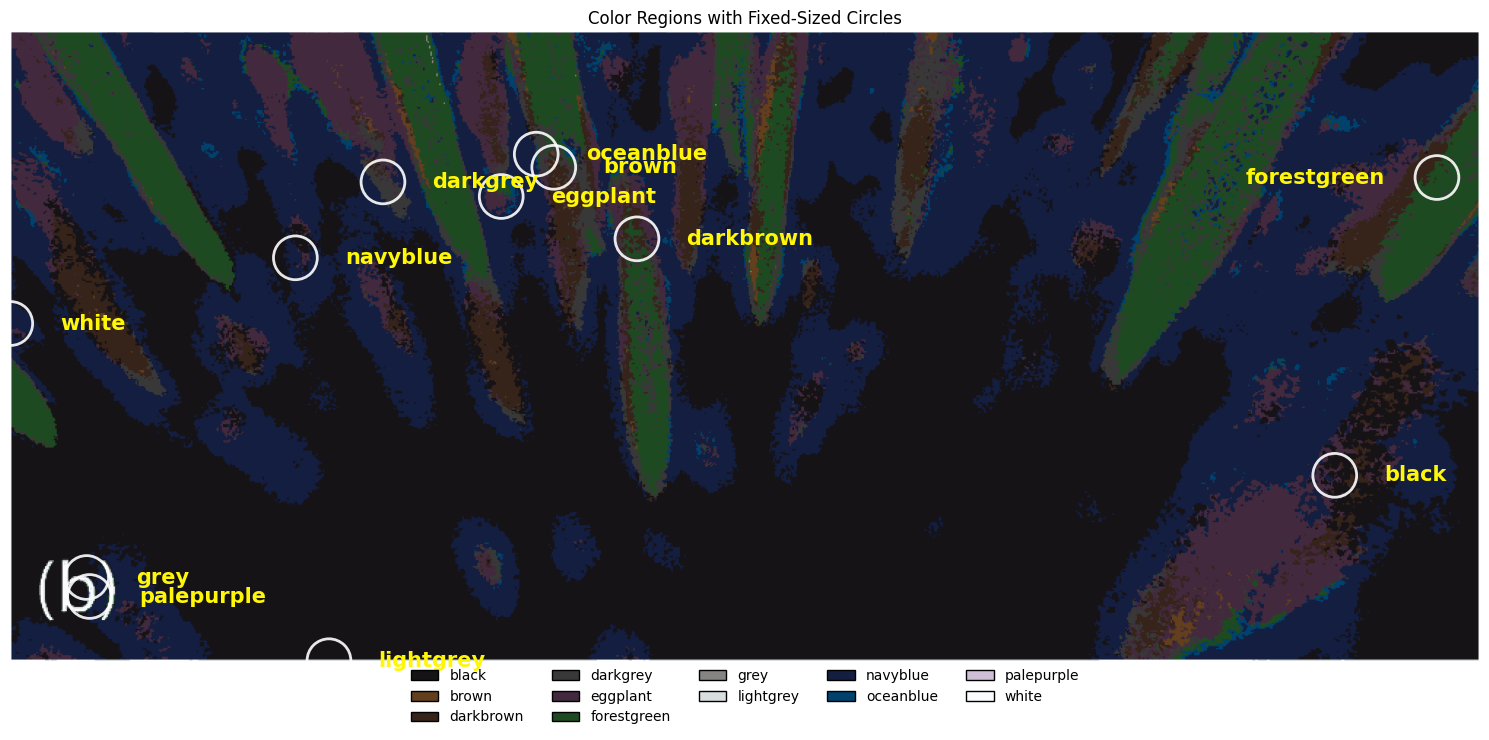 Color Regions with Fixed-Sized Circles
oceanblue
brown
forestgreen
darkgrey
eggplant
darkbrown
navyblue
white
black
(b)
grey
palepurple
lightgrey
black
darkgrey
grey
navyblue
palepurple
brown
eggplant
lightgrey
oceanblue
white
darkbrown
forestgreen